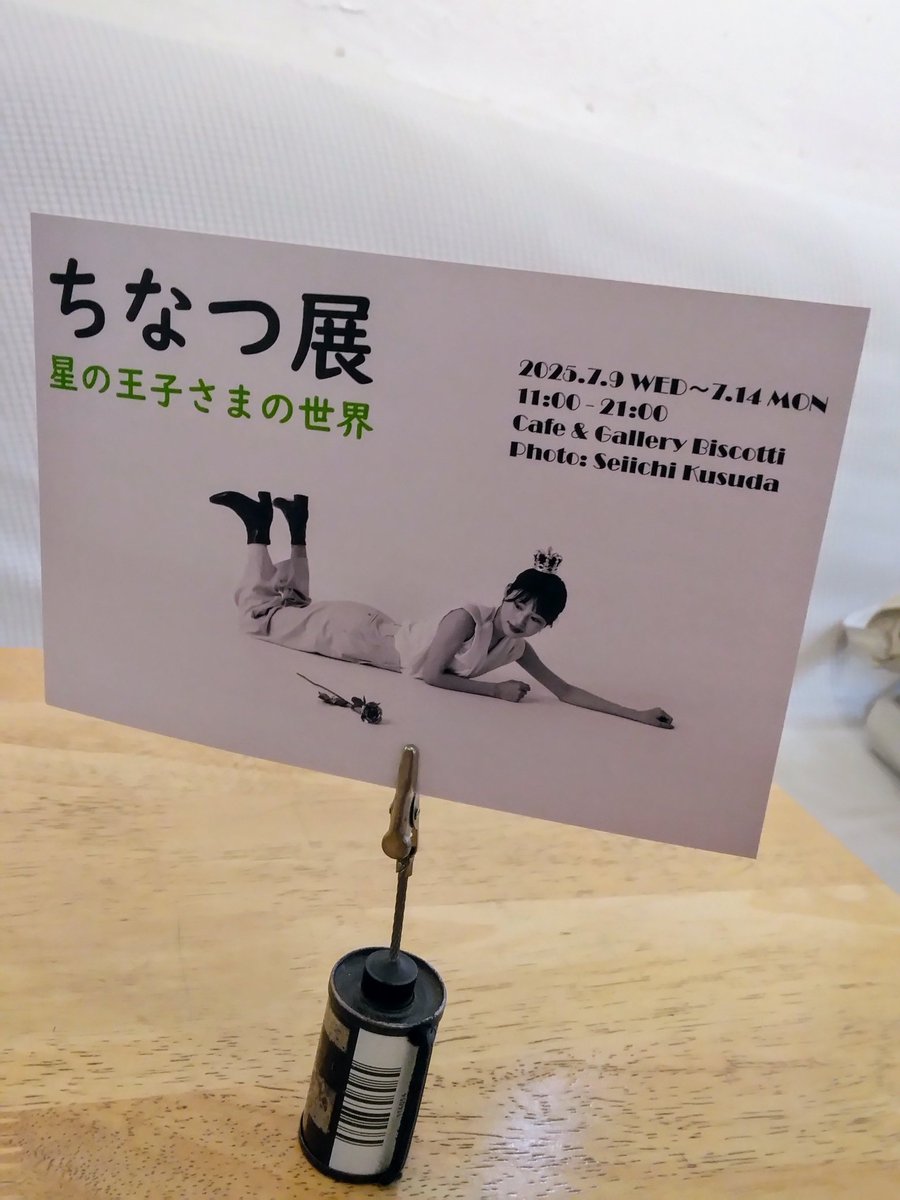 ちなつ展
星の王子さまの世界
2025.7.9 WED～7.14 MON
11:00 - 21:00
Cafe & Gallery Biscotti
Photo: Seiichi Kusuda